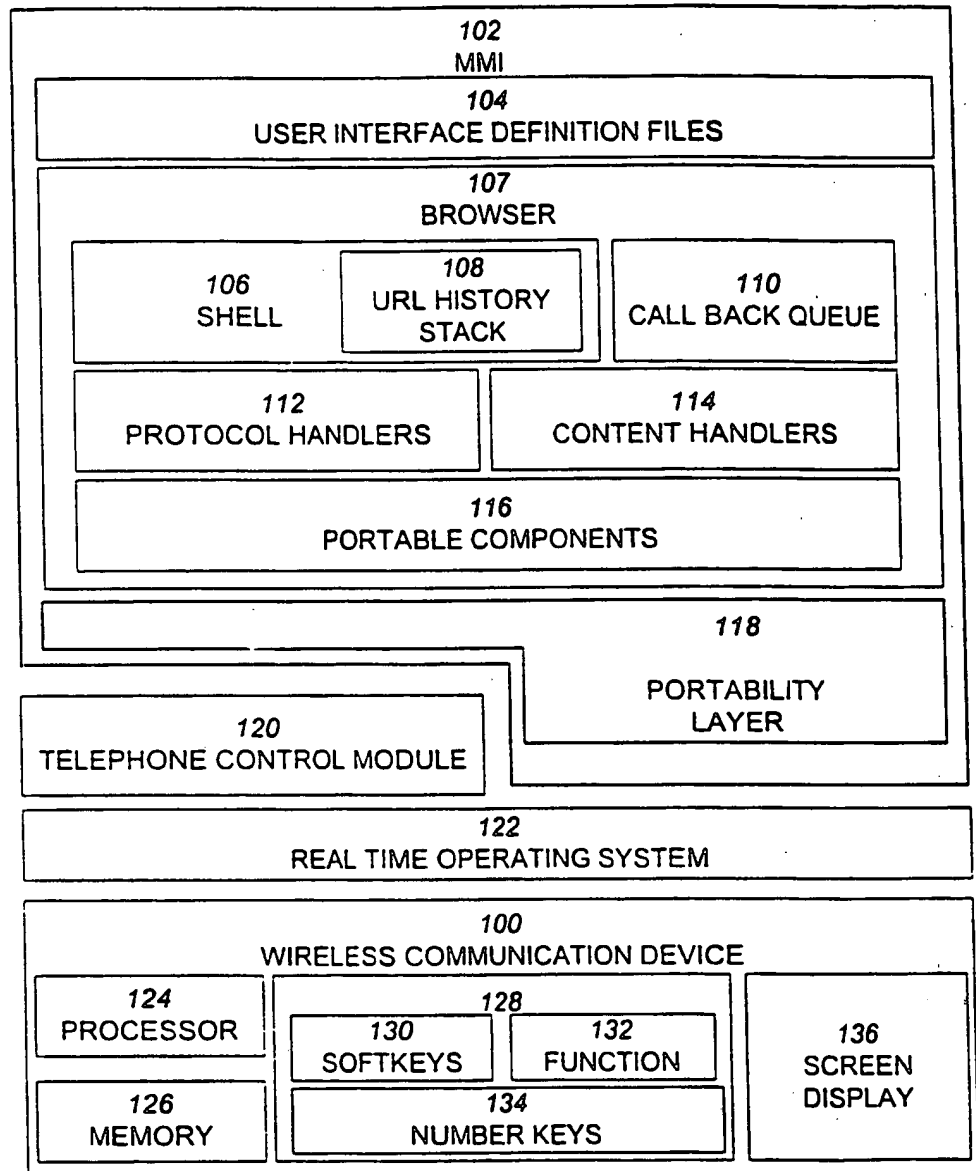 102
MMI
104
USER INTERFACE DEFINITION FILES
107
BROWSER
106
SHELL
108
URL HISTORY
STACK
110
CALL BACK QUEUE
112
PROTOCOL HANDLERS
114
CONTENT HANDLERS
116
PORTABLE COMPONENTS
118
PORTABILITY
LAYER
120
TELEPHONE CONTROL MODULE
122
REAL TIME OPERATING SYSTEM
100
WIRELESS COMMUNICATION DEVICE
124
PROCESSOR
126
MEMORY
128
130
SOFTKEYS
132
FUNCTION
134
NUMBER KEYS
136
SCREEN
DISPLAY